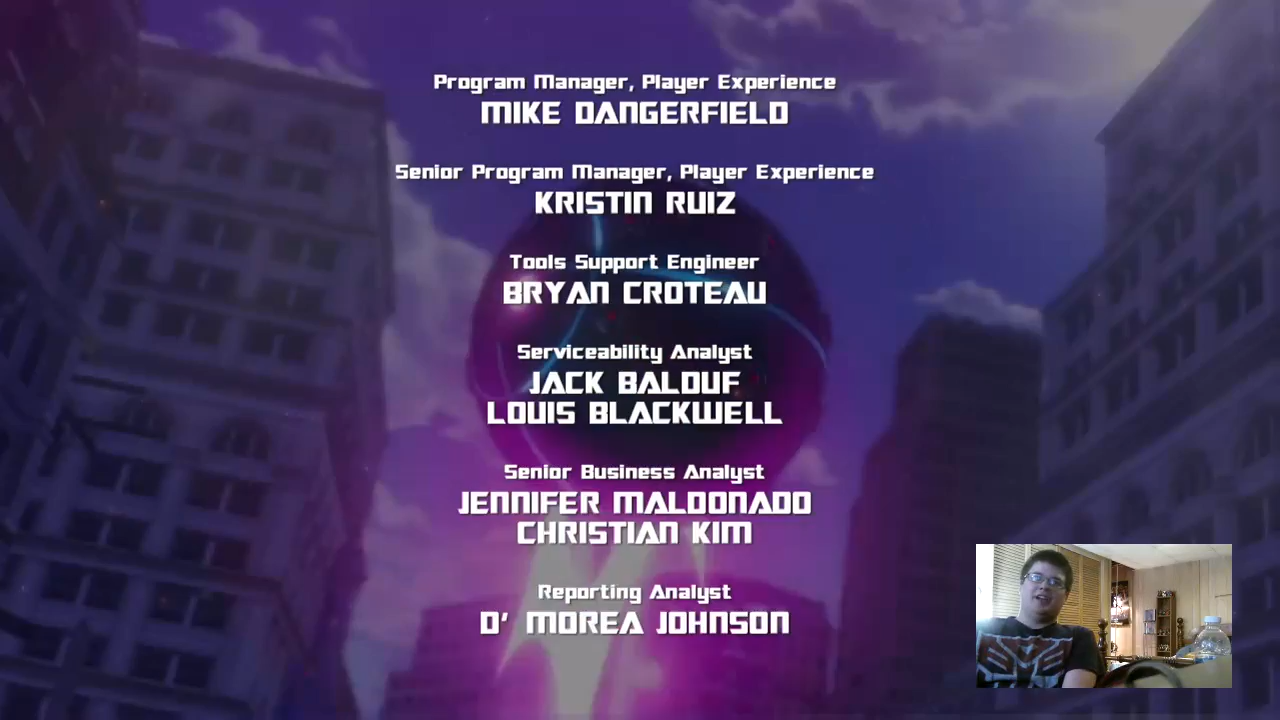 Program Manager, Player Experience
MIKE DANGERFIELD
Senior Program Manager, Player Experience
KRISTIN RUIZ
Tools Support Engineer
BRYAN CROTEAU
Serviceability Analyst
JACK BALOUF
LOUIS BLACKWELL
Senior Business Analyst
JENNIFER MALDONADO
CHRISTIAN KIM
Reporting Analyst
D' MOREA JOHNSON